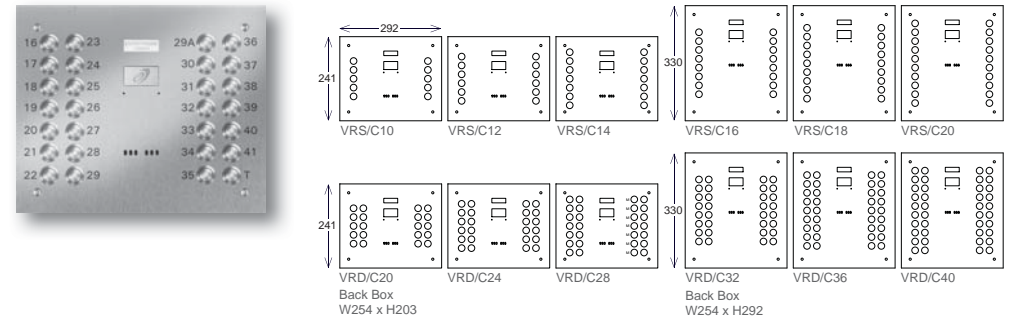 16 23 29A 36
17 24 30 37
18 25 31 38
19 26 32 39
20 27 33 40
21 28 34 41
22 29 35 T
292
241
VRS/C10 VRS/C12 VRS/C14
330
VRS/C16 VRS/C18 VRS/C20
241
VRD/C20 VRD/C24 VRD/C28
Back Box
W254 x H203
330
VRD/C32 VRD/C36 VRD/C40
Back Box
W254 x H292